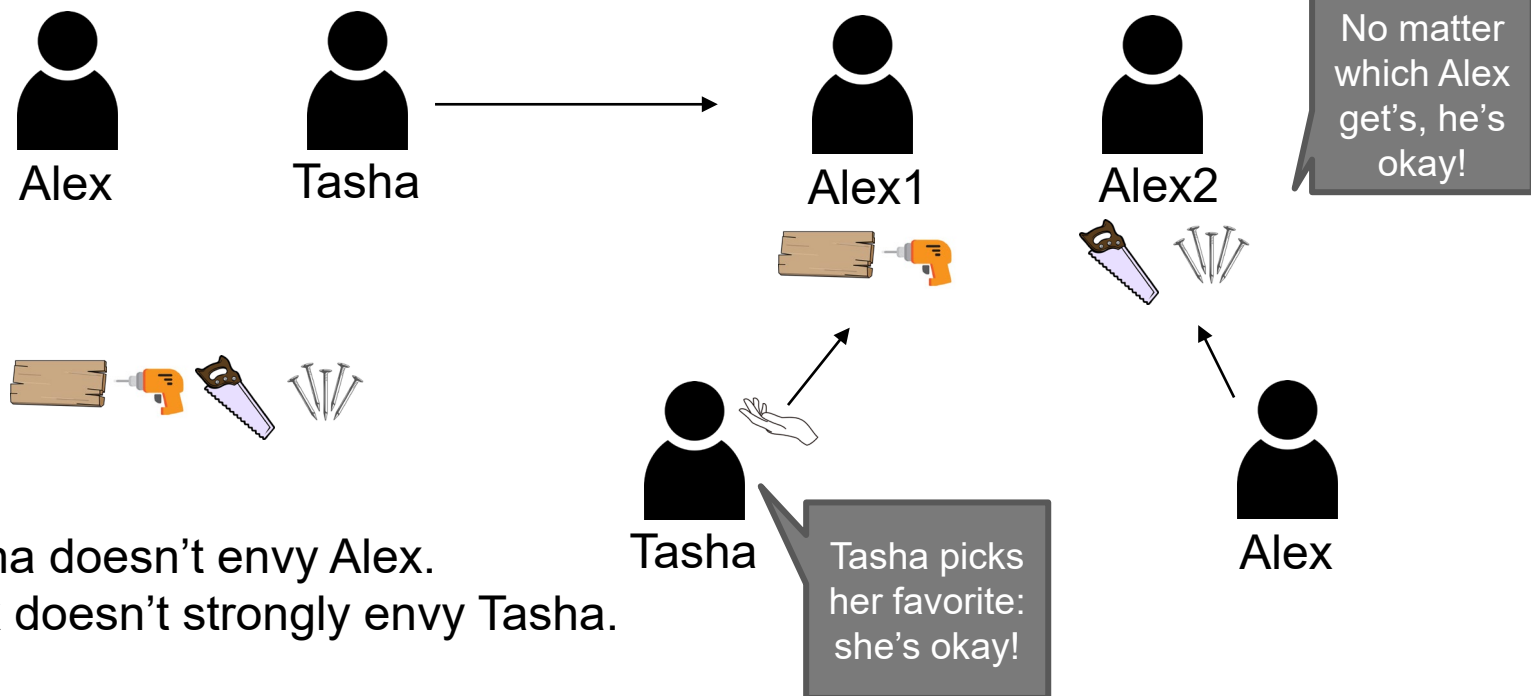 No matter
which Alex
get's, he's
okay!
Alex
Tasha
Alex1
Alex2
doesn't envy Alex.
doesn't strongly envy Tasha.
Tasha
Tasha picks
her favorite:
she's okay!
Alex